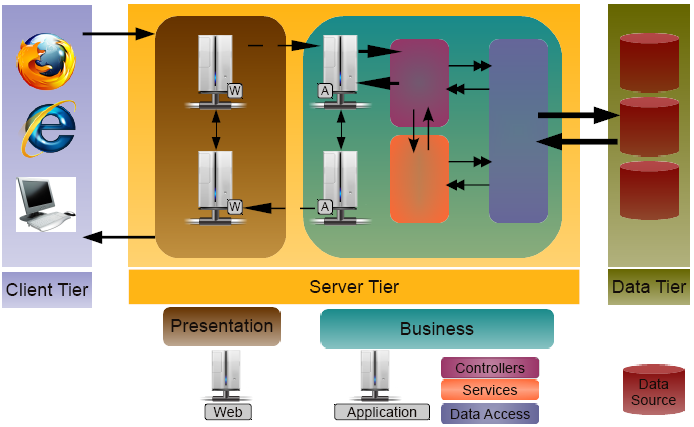 W
A
W
A
Client Tier
Server Tier
Data Tier
Presentation
Business
Controllers
Services
Data Access
Web
Application
Data
Source